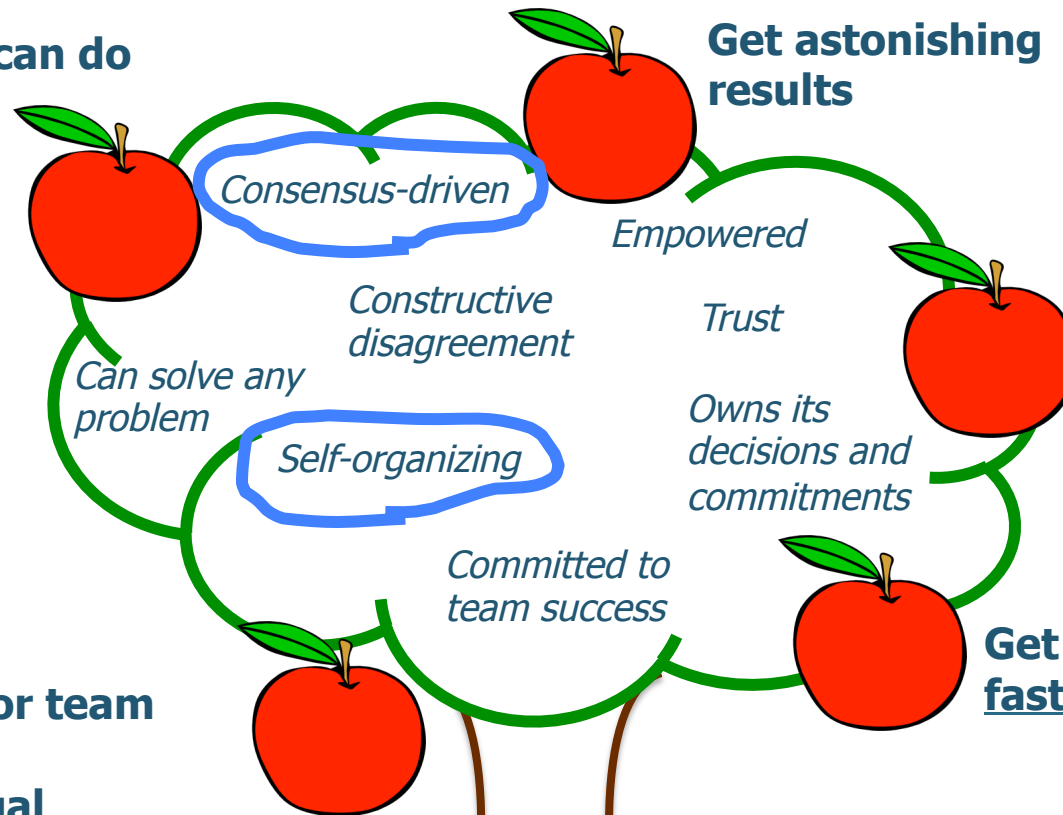 can do
Get astonishing
results
Consensus-driven
Empowered
Constructive
disagreement
Trust
Can solve any
problem
Owns its
decisions and
commitments
Self-organizing
Committed to
team success
Get
fast
or team